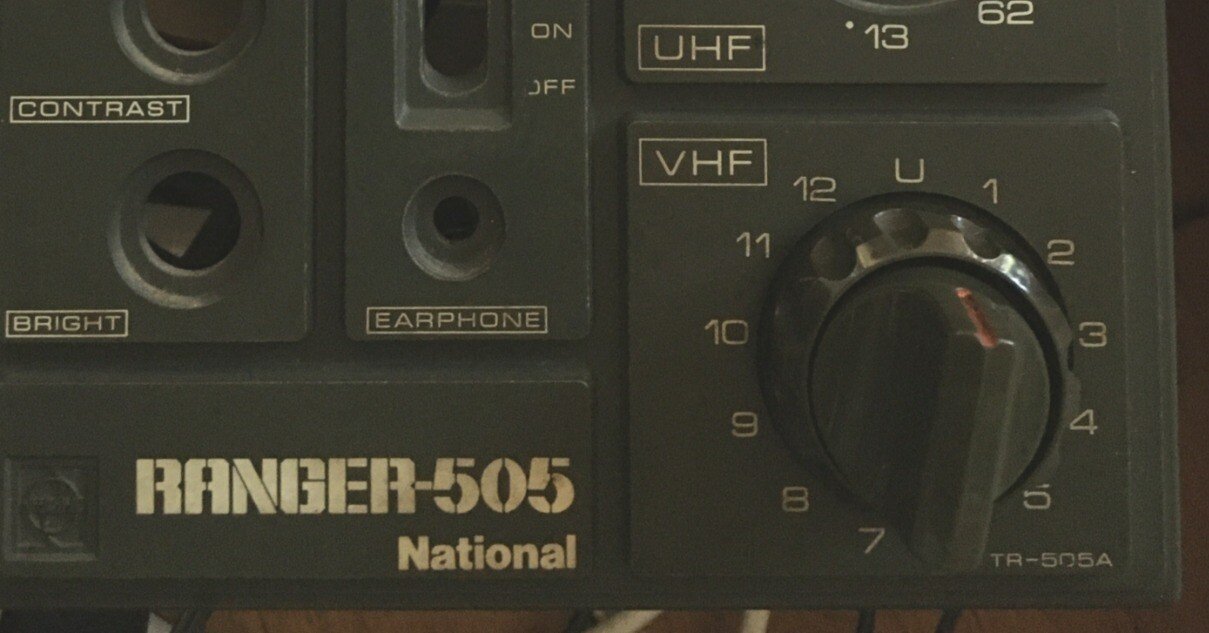 CONTRAST
BRIGHT
ON
OFF
EARPHONE
RANGER-505
National
62
13
UHF
VHF
U
1
2
3
4
5
7
8
9
10
11
12
TR-505A